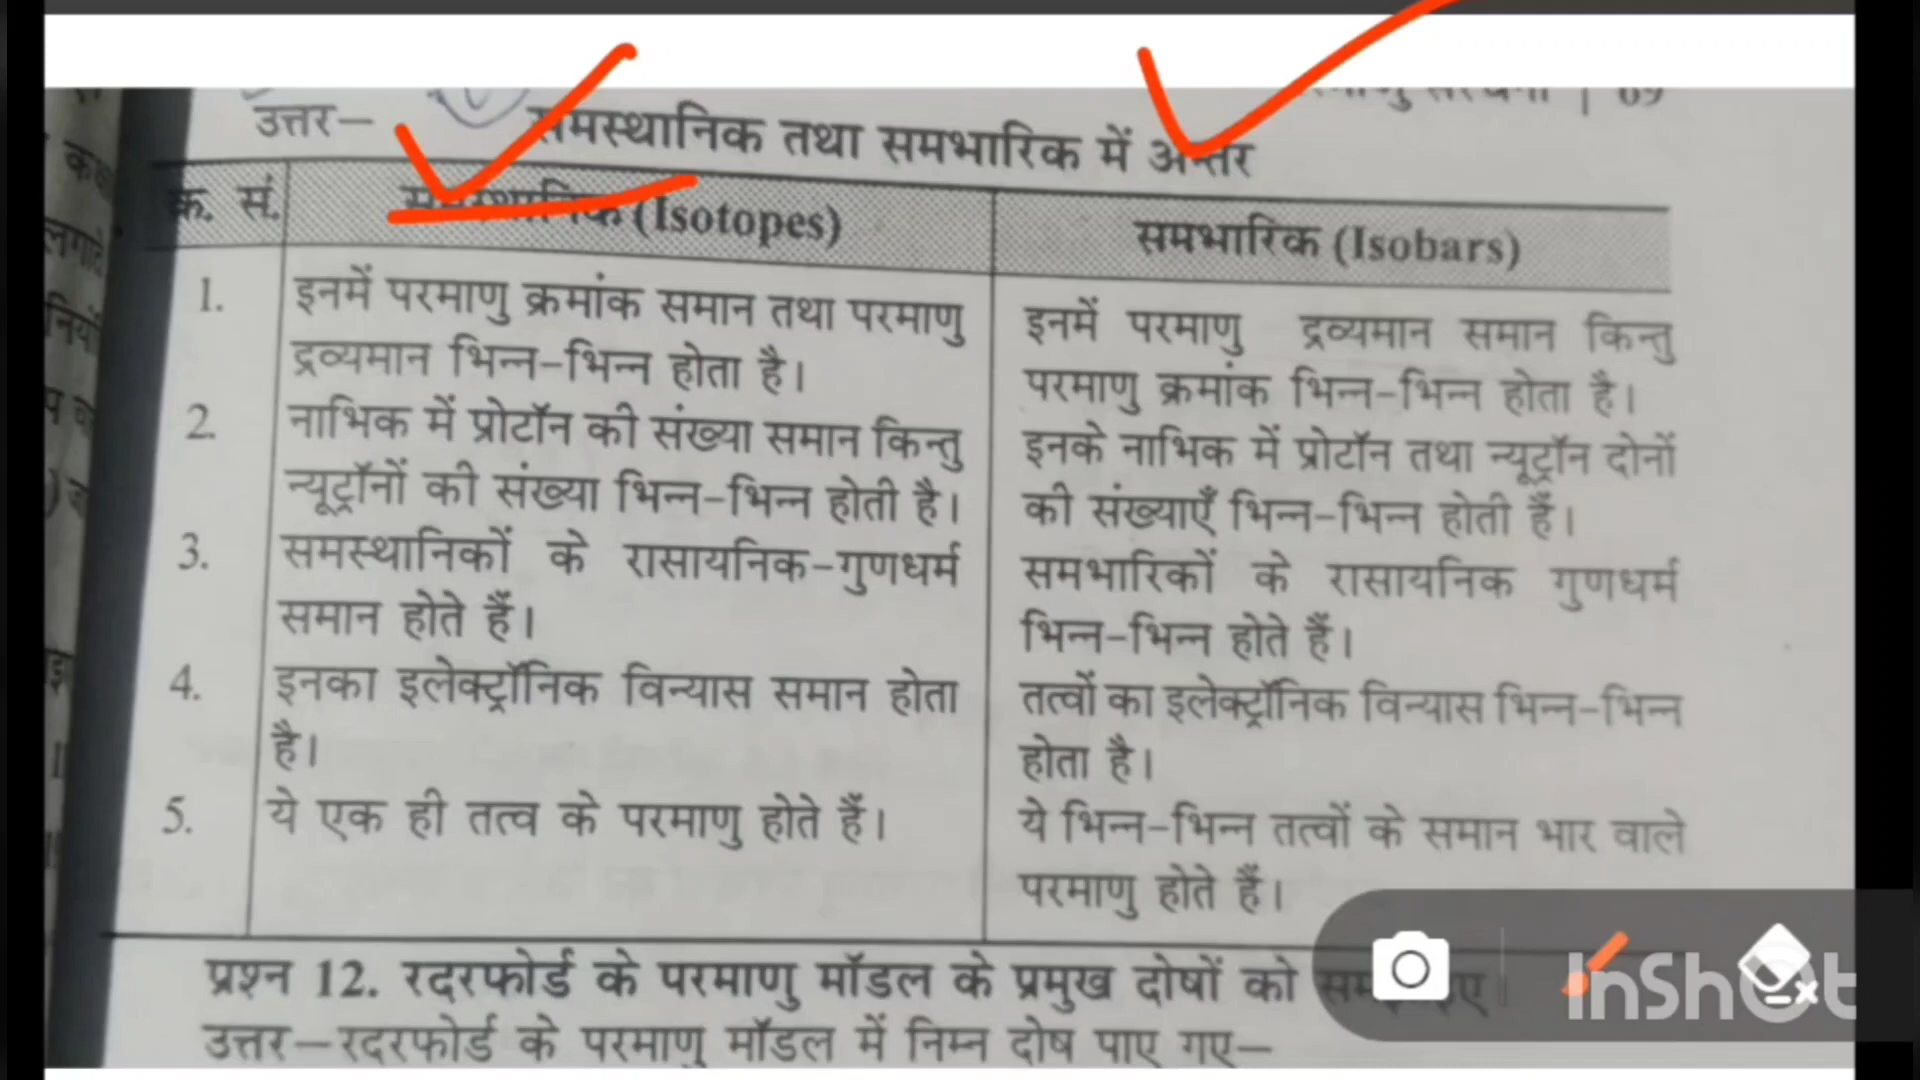 69
उत्तर—
समस्थानिक तथा समभारिक में अन्तर
क्र. सं.
समस्थानिक (Isotopes)
समभारिक (Isobars)
1.
इनमें परमाणु क्रमांक समान तथा परमाणु
द्रव्यमान भिन्न-भिन्न होता है।
इनमें परमाणु द्रव्यमान समान किन्तु
परमाणु क्रमांक भिन्न-भिन्न होता है।
2.
नाभिक में प्रोटॉन की संख्या समान किन्तु
न्यूट्रॉनों की संख्या भिन्न-भिन्न होती है।
इनके नाभिक में प्रोटॉन तथा न्यूट्रॉन दोनों
की संख्याएँ भिन्न-भिन्न होती हैं।
3.
समस्थानिकों के रासायनिक-गुणधर्म
समान होते हैं।
समभारिकों के रासायनिक गुणधर्म
भिन्न-भिन्न होते हैं।
4.
इनका इलेक्ट्रॉनिक विन्यास समान होता
है।
तत्वों का इलेक्ट्रॉनिक विन्यास भिन्न-भिन्न
होता है।
5.
ये एक ही तत्व के परमाणु होते हैं।
ये भिन्न-भिन्न तत्वों के समान भार वाले
परमाणु होते हैं।
प्रश्न 12. रदरफोर्ड के परमाणु मॉडल के प्रमुख दोषों को
उत्तर—रदरफोर्ड के परमाणु मॉडल में निम्न दोष पाए गए—
InShot